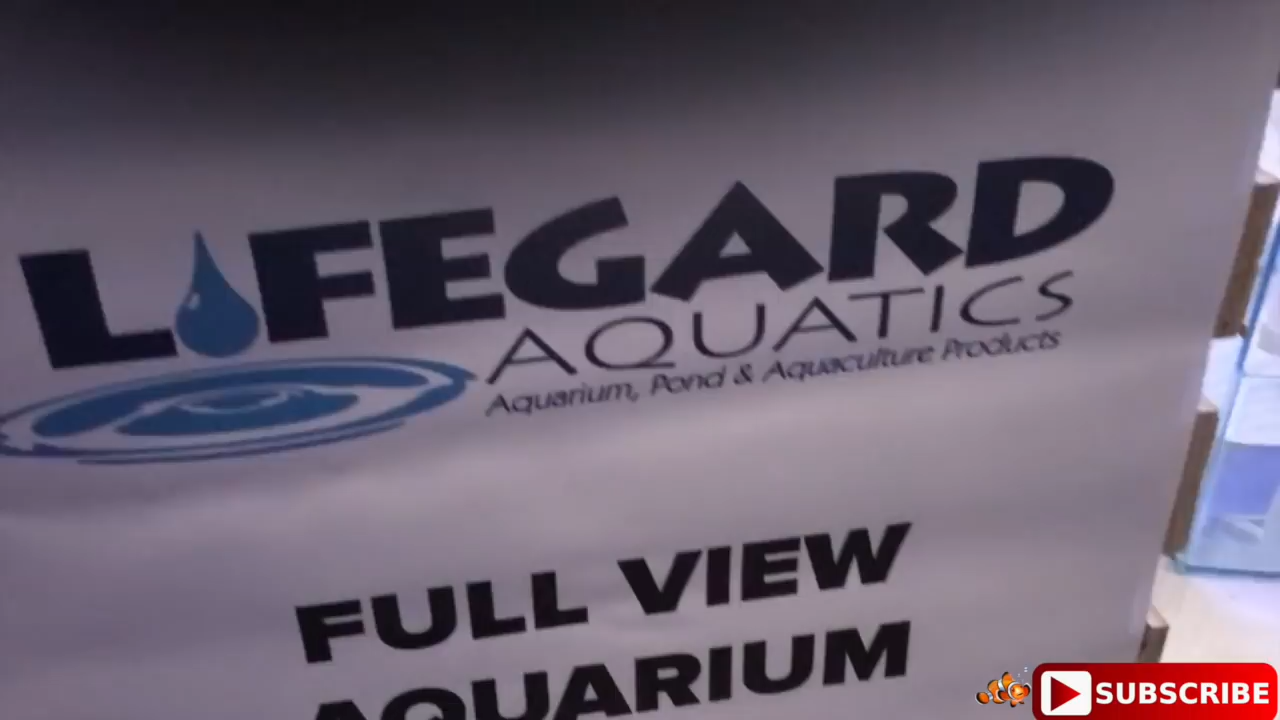 LIFEGARD
AQUATICS
Aquarium, Pond & Aquaculture Products
FULL VIEW
AQUARIUM
SUBSCRIBE